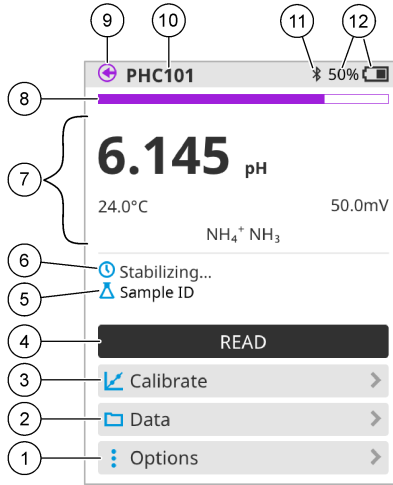 9 10 11 12
PHC101 50%
8
6.145 pH
7
24.0°C 50.0mV
NH₄⁺ NH₃
6 Stabilizing...
5 Sample ID
4 READ
3 Calibrate
2 Data
1 Options